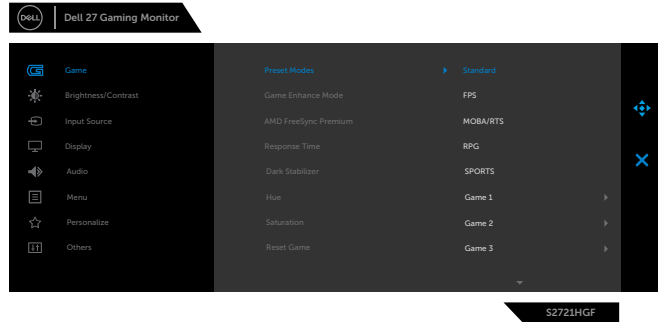 DELL
Dell 27 Gaming Monitor
Game
Brightness/Contrast
Input Source
Display
Audio
Menu
Personalize
Others
Preset Modes
Game Enhance Mode
AMD FreeSync Premium
Response Time
Dark Stabilizer
Hue
Saturation
Reset Game
Standard
FPS
MOBA/RTS
RPG
SPORTS
Game 1
Game 2
Game 3
S2721HGF